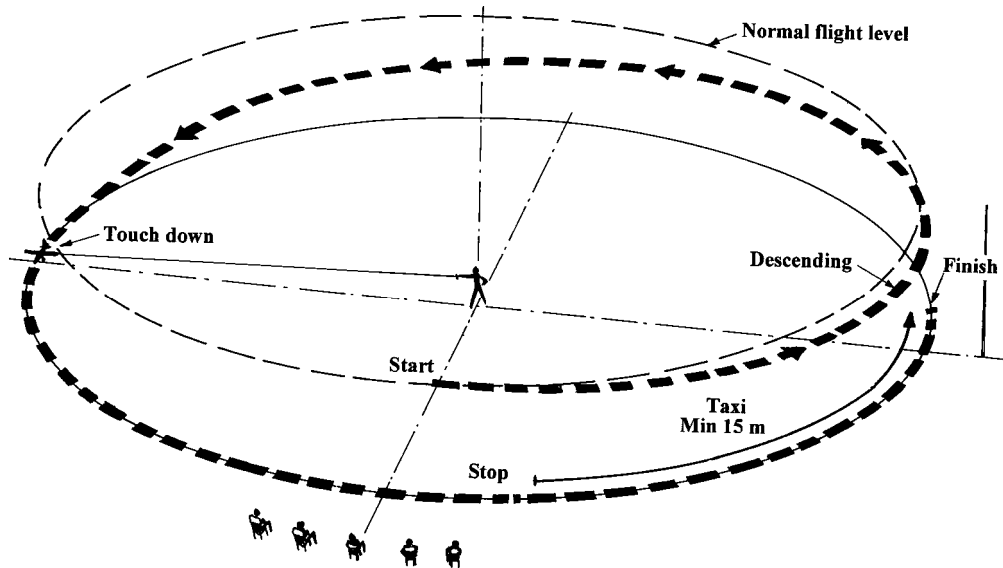 Normal flight level
Touch down
Descending
Finish
Start
Taxi
Min 15 m
Stop